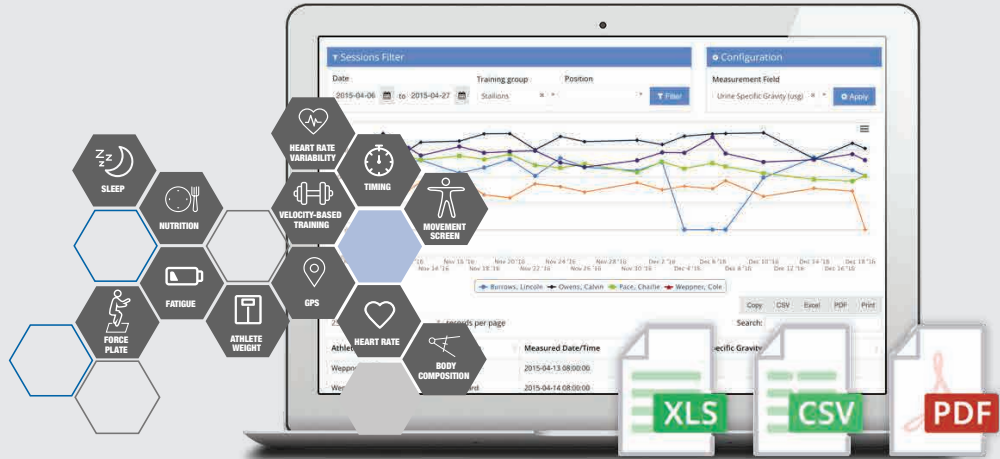 Sessions Filter
Configuration
Date
Training group
Position
Measurement Field
2015-04-06 to 2015-04-27
Stallions
Filter
Urine Specific Gravity (usg)
Apply
HEART RATE
VARIABILITY
TIMING
SLEEP
NUTRITION
VELOCITY-BASED
TRAINING
MOVEMENT
SCREEN
FATIGUE
GPS
FORCE
PLATE
ATHLETE
WEIGHT
HEART RATE
BODY
COMPOSITION
Nov 14 '16
Nov 16 '16
Nov 18 '16
Nov 20 '16
Nov 22 '16
Nov 24 '16
Nov 26 '16
Nov 28 '16
Nov 30 '16
Dec 2 '16
Dec 4 '16
Dec 6 '16
Dec 8 '16
Dec 10 '16
Dec 12 '16
Dec 14 '16
Dec 16 '16
Dec 18 '16
Burrows, Lincoln
Owens, Calvin
Pace, Charlie
Weppner, Cole
Copy CSV Excel PDF Print
records per page
Search:
Measured Date/Time
2015-04-13 08:00:00
2015-04-14 08:00:00
XLS
CSV
PDF